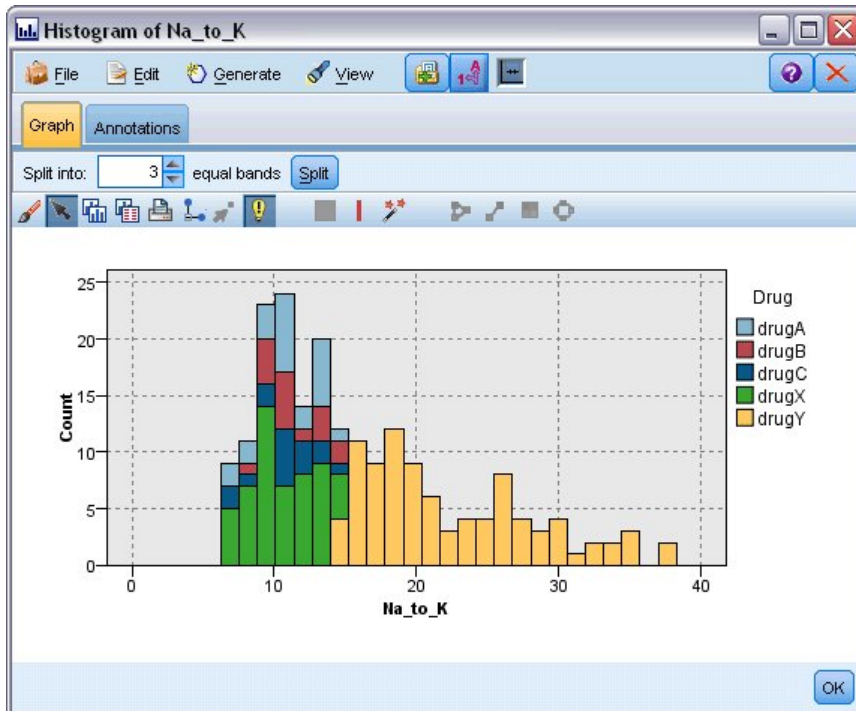 Histogram of Na_to_K
File Edit Generate View
Graph Annotations
Split into: 3 equal bands Split
25
20
15
10
5
0
Count
0 10 20 30 40
Na_to_K
Drug
drugA
drugB
drugC
drugX
drugY
OK